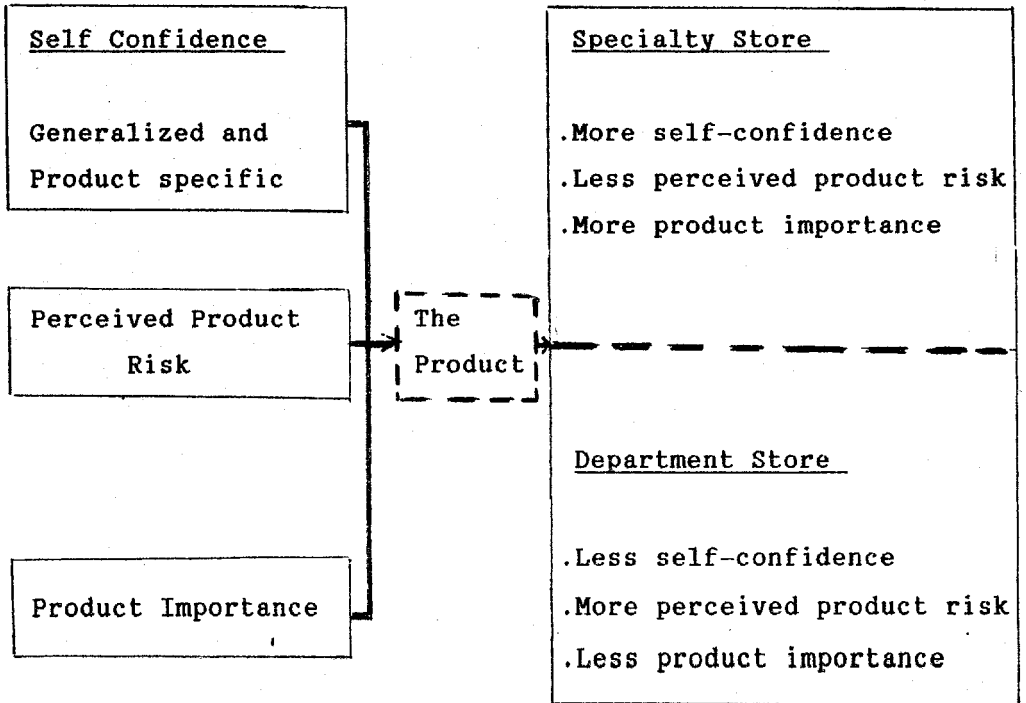 Self Confidence
Generalized and
Product specific
Perceived Product
Risk
Product Importance
The
Product
Specialty Store
.More self-confidence
.Less perceived product risk
.More product importance
Department Store
.Less self-confidence
.More perceived product risk
.Less product importance